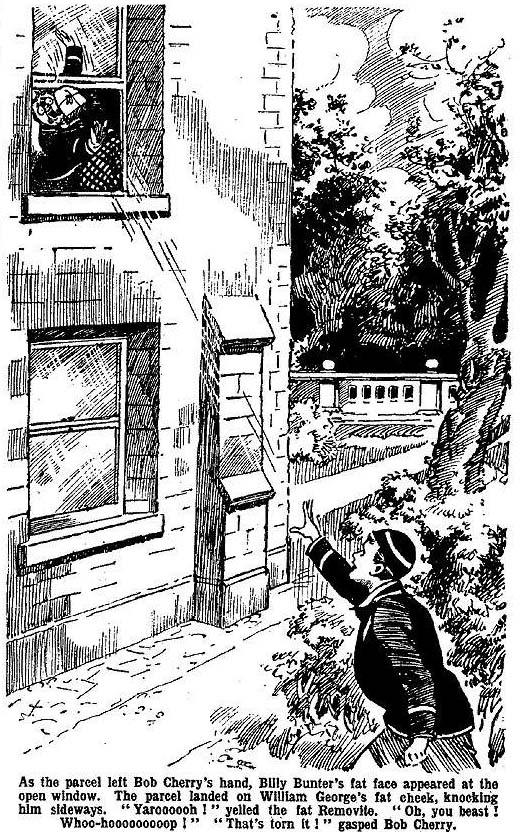 As the parcel left Bob Cherry's hand, Billy Bunter's fat face appeared at the
open window. The parcel landed on William George's fat cheek, knocking
him sideways. "Yaroooooh!" yelled the fat Removite. "Oh, you beast!
Whoo-hoooooooooop!" "That's torn it!" gasped Bob Cherry.